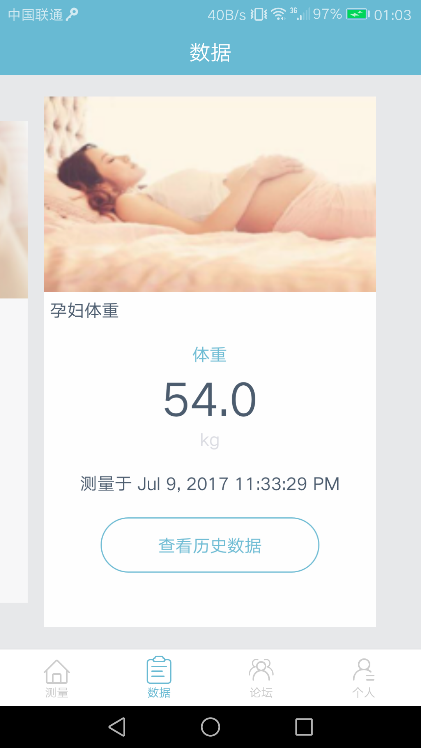 中国联通 40B/s 3G 97% 01:03
数据
孕妇体重
体重
54.0
kg
测量于 Jul 9, 2017 11:33:29 PM
查看历史数据
测量 数据 论坛 个人